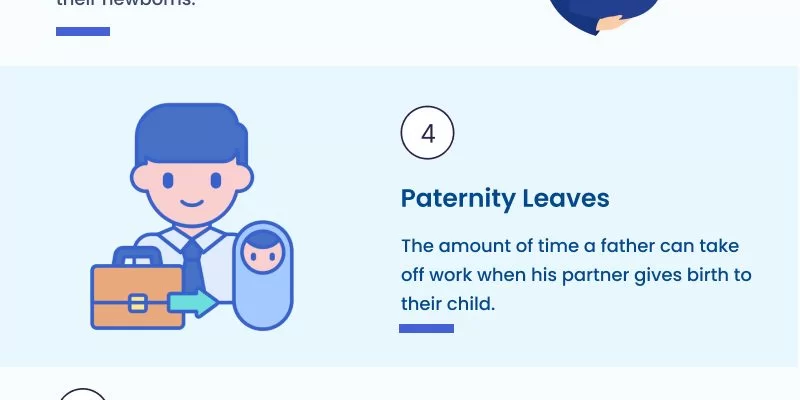 their newborns.
4
Paternity Leaves
The amount of time a father can take
off work when his partner gives birth to
their child.